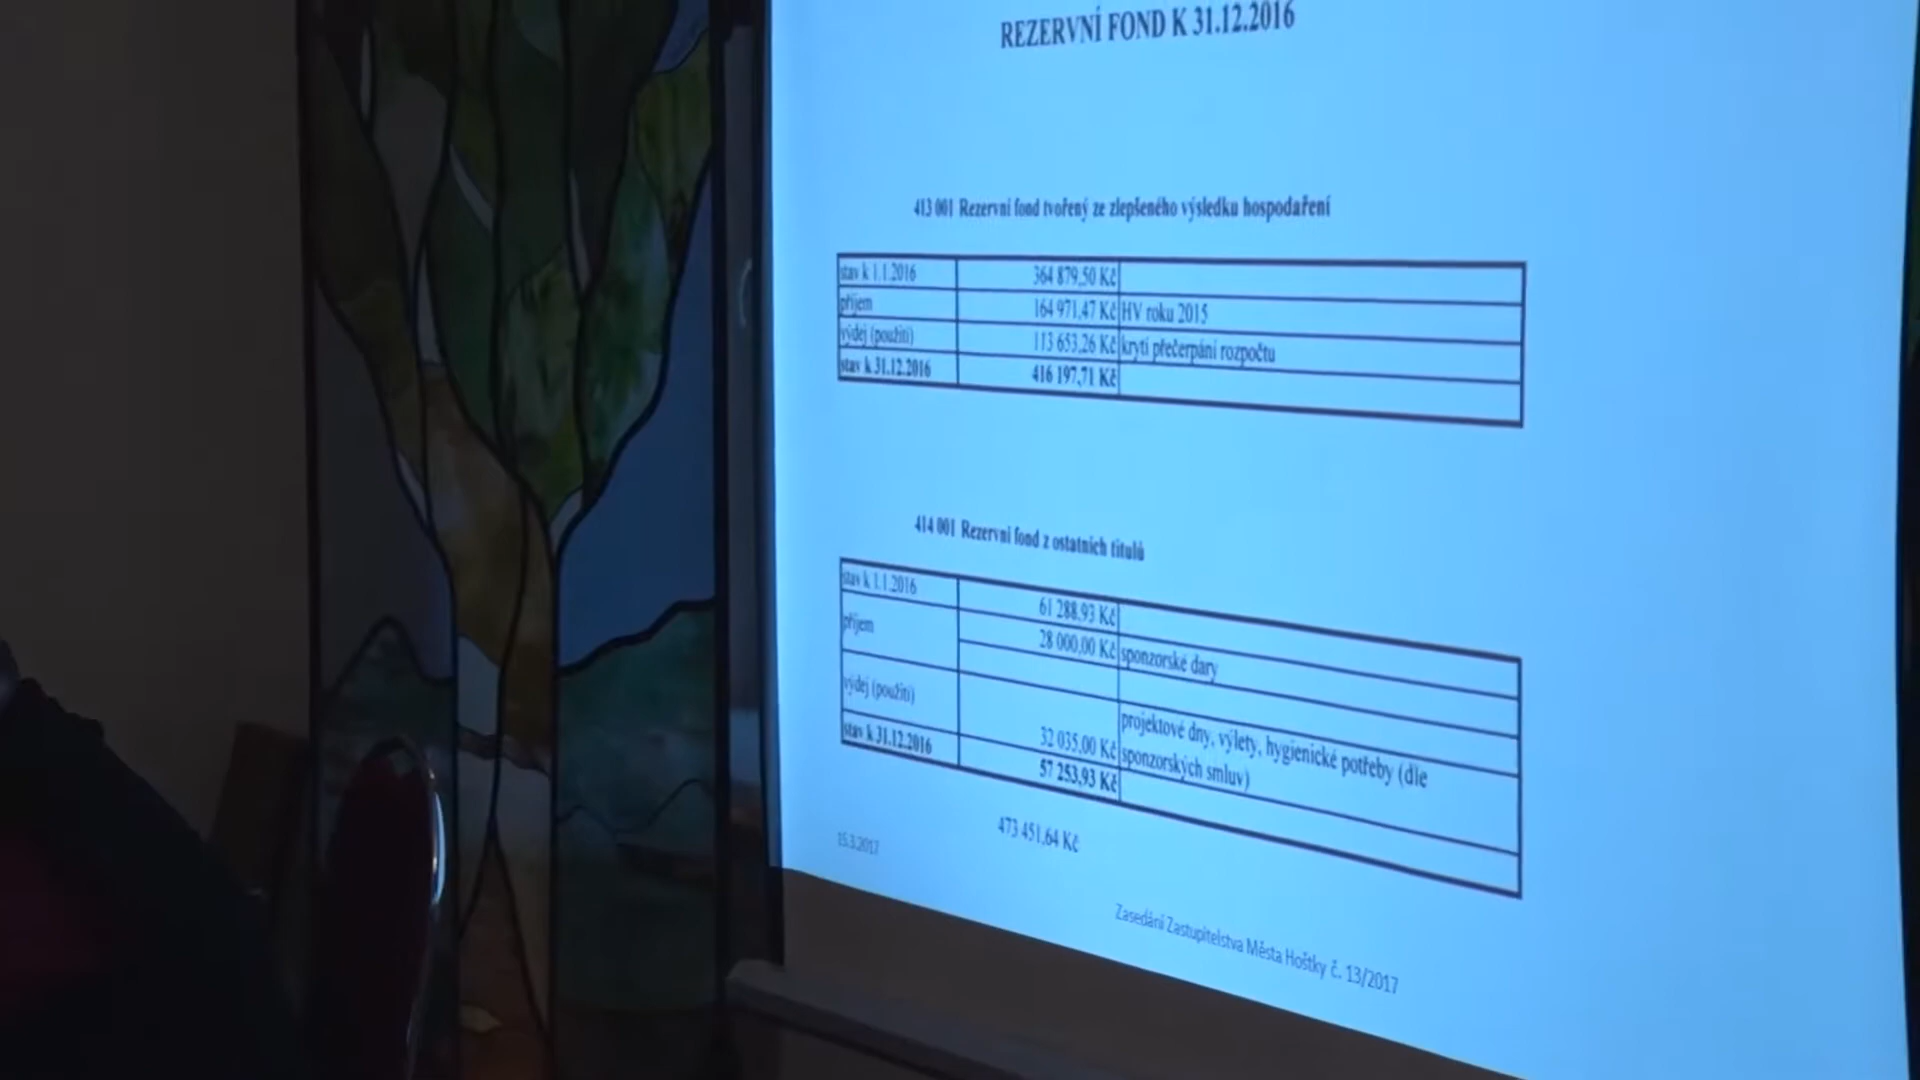 REZERVNÍ FOND K 31.12.2016
413 001 Rezervní fond tvořený ze zlepšeného výsledku hospodaření
stav k 1.1.2016 364 879,50 Kč
příjem 164 971,47 Kč HV roku 2015
výdej (použití) 113 653,26 Kč krytí přečerpání rozpočtu
stav k 31.12.2016 416 197,71 Kč
414 001 Rezervní fond z ostatních titulů
stav k 1.1.2016 61 288,93 Kč
příjem 28 000,00 Kč sponzorské dary
výdej (použití) 32 035,00 Kč projektové dny, výlety, hygienické potřeby (dle
sponzorských smluv)
stav k 31.12.2016 57 253,93 Kč
473 451,64 Kč
15.3.2017
Zasedání Zastupitelstva Města Hoštky č. 13/2017